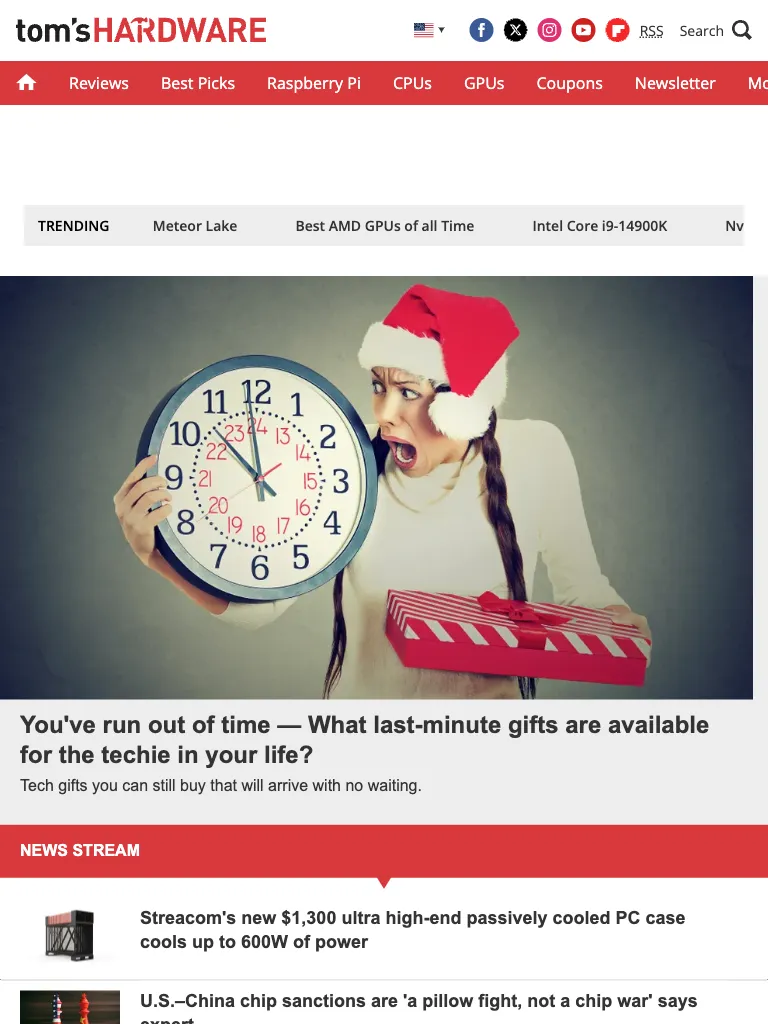 tom'sHARDWARE
RSS Search
Reviews Best Picks Raspberry Pi CPUs GPUs Coupons Newsletter Mo
TRENDING Meteor Lake Best AMD GPUs of all Time Intel Core i9-14900K Nv
12
11 1
24
23 13
10 2
22 14
9 21 15 3
20 16
8 4
19 17
18
7 5
6
You've run out of time — What last-minute gifts are available
for the techie in your life?
Tech gifts you can still buy that will arrive with no waiting.
NEWS STREAM
Streacom's new $1,300 ultra high-end passively cooled PC case
cools up to 600W of power
U.S.–China chip sanctions are 'a pillow fight, not a chip war' says
expert